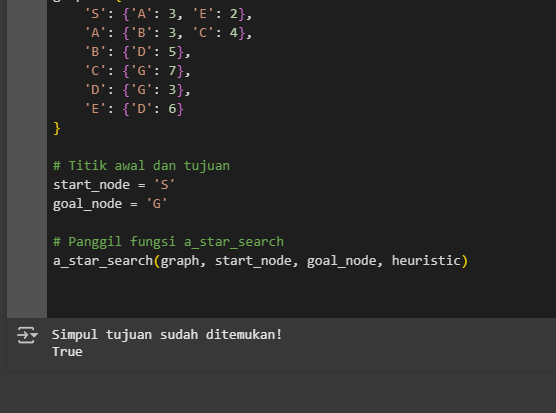 'S': {'A': 3, 'E': 2},
'A': {'B': 3, 'C': 4},
'B': {'D': 5},
'C': {'G': 7},
'D': {'G': 3},
'E': {'D': 6}
}
# Titik awal dan tujuan
start_node = 'S'
goal_node = 'G'
# Panggil fungsi a_star_search
a_star_search(graph, start_node, goal_node, heuristic)
Simpul tujuan sudah ditemukan!
True